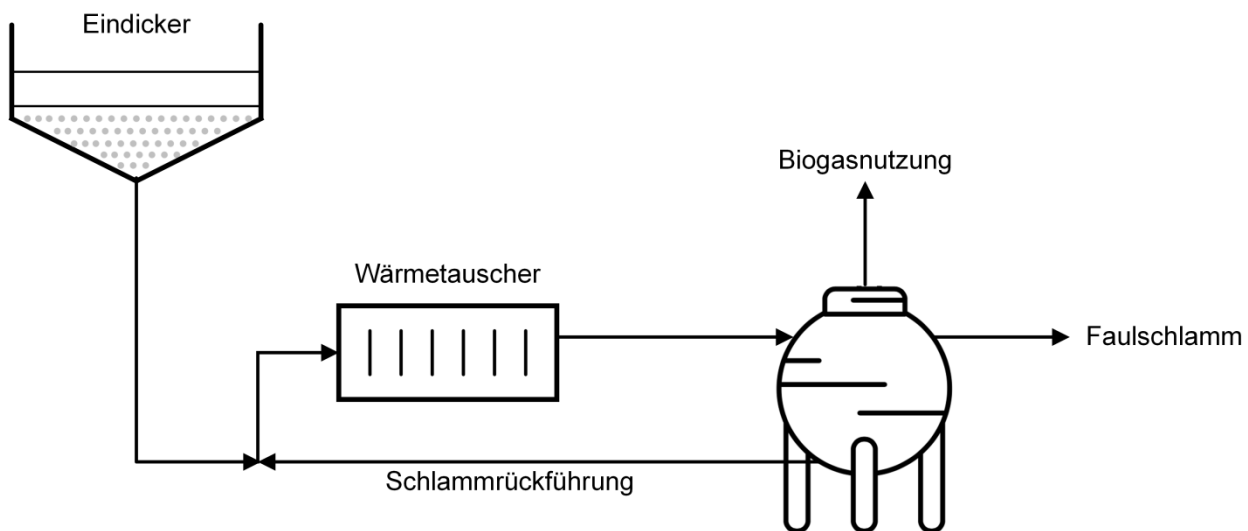 Eindicker
Biogasnutzung
Wärmetauscher
Faulschlamm
Schlammrückführung